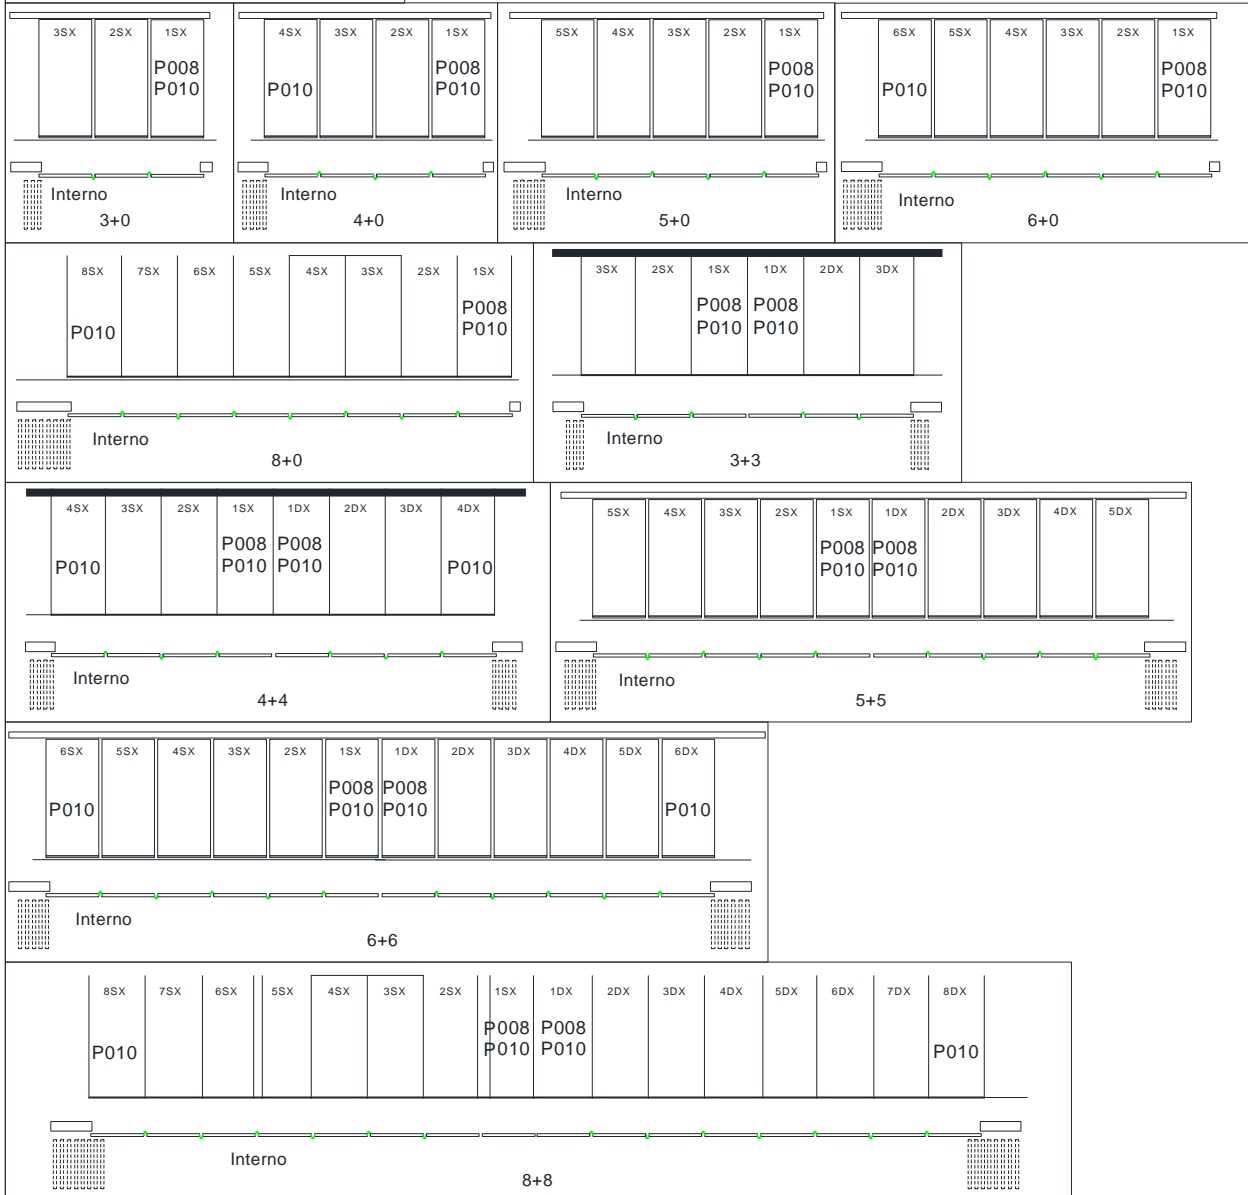 3SX 2SX 1SX
P008
P010
Interno
3+0
4SX 3SX 2SX 1SX
P008
P010 P010
Interno
4+0
5SX 4SX 3SX 2SX 1SX
P008
P010
Interno
5+0
6SX 5SX 4SX 3SX 2SX 1SX
P008
P010 P010
Interno
6+0
8SX 7SX 6SX 5SX 4SX 3SX 2SX 1SX
P008
P010 P010
Interno
8+0
3SX 2SX 1SX 1DX 2DX 3DX
P008 P008
P010 P010
Interno
3+3
4SX 3SX 2SX 1SX 1DX 2DX 3DX 4DX
P008 P008
P010 P010 P010 P010
Interno
4+4
5SX 4SX 3SX 2SX 1SX 1DX 2DX 3DX 4DX 5DX
P008 P008
P010 P010
Interno
5+5
6SX 5SX 4SX 3SX 2SX 1SX 1DX 2DX 3DX 4DX 5DX 6DX
P008 P008
P010 P010 P010 P010
Interno
6+6
8SX 7SX 6SX 5SX 4SX 3SX 2SX 1SX 1DX 2DX 3DX 4DX 5DX 6DX 7DX 8DX
P008 P008
P010 P010 P010 P010
Interno
8+8